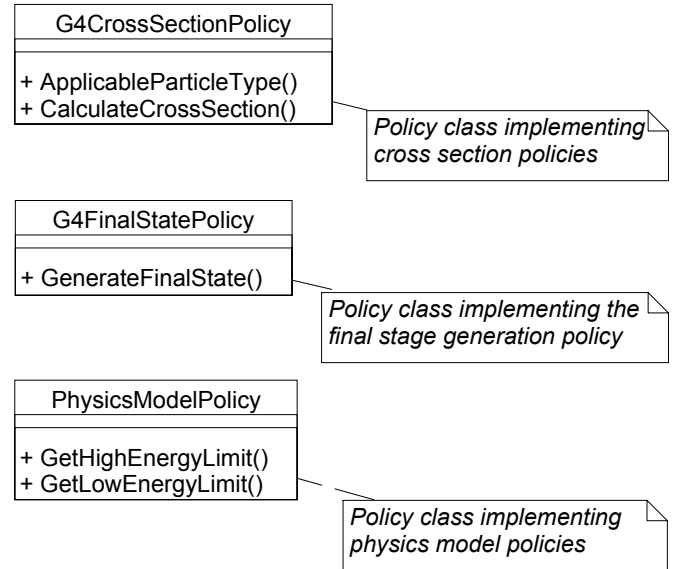 G4CrossSectionPolicy
+ ApplicableParticleType()
+ CalculateCrossSection()
Policy class implementing
cross section policies
G4FinalStatePolicy
+ GenerateFinalState()
Policy class implementing the
final stage generation policy
PhysicsModelPolicy
+ GetHighEnergyLimit()
+ GetLowEnergyLimit()
Policy class implementing
physics model policies